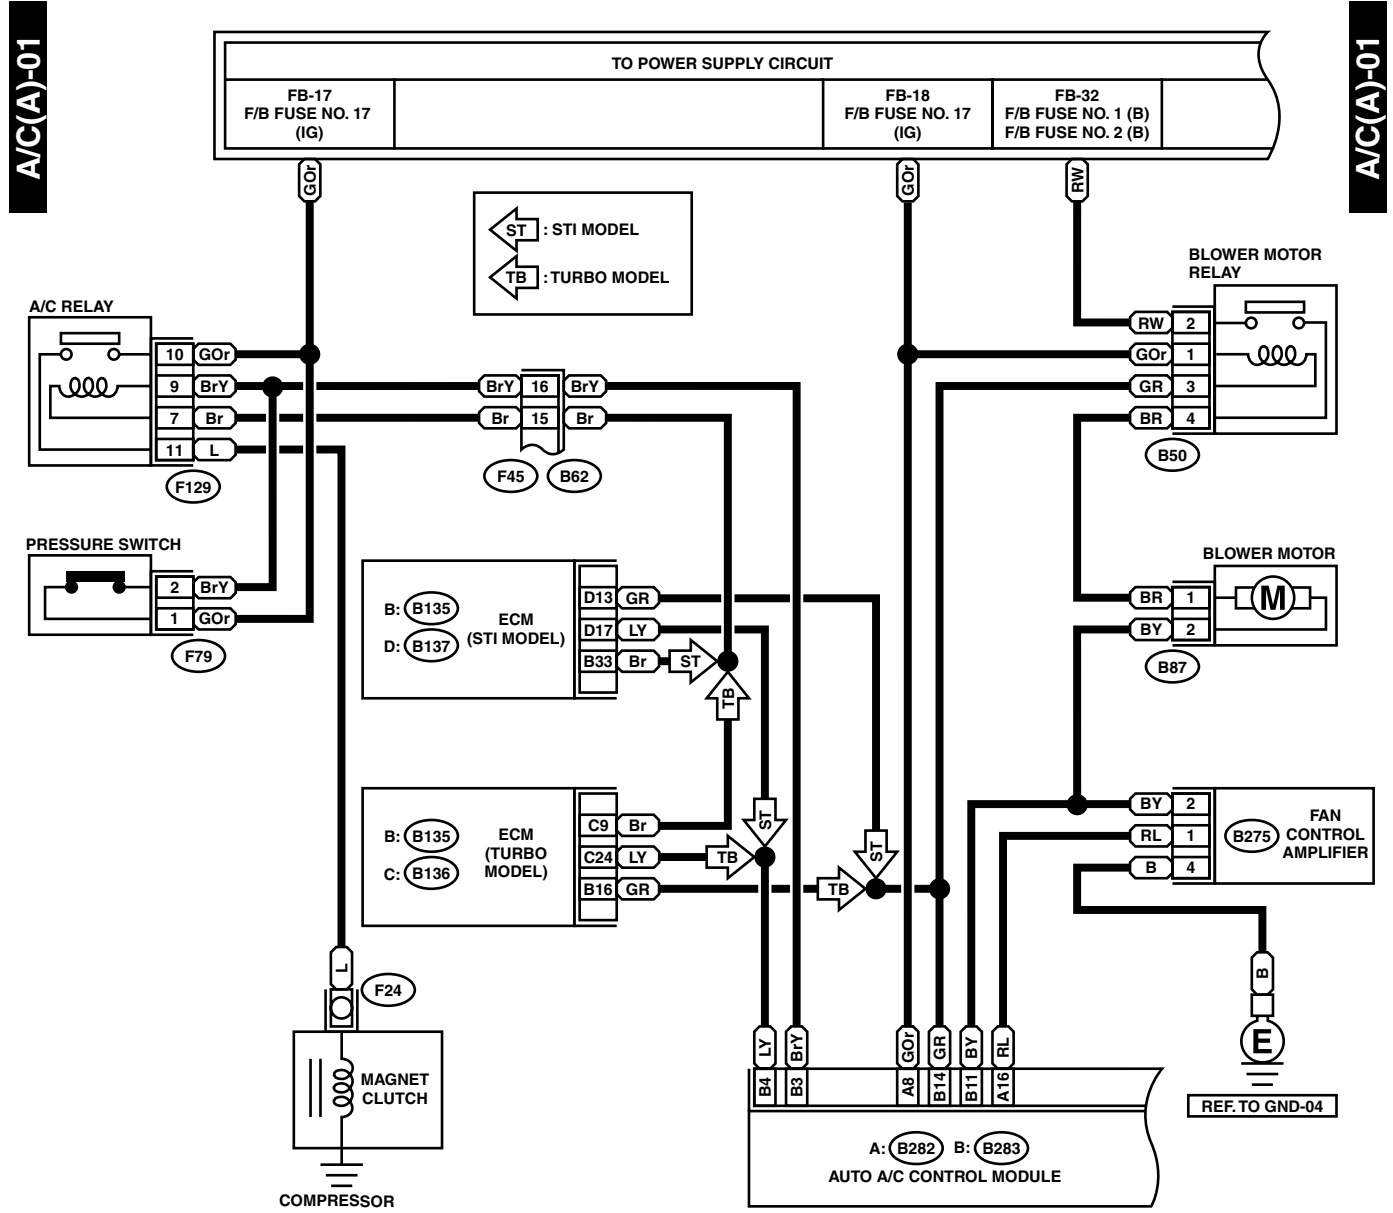 A/C(A)-01
A/C(A)-01
TO POWER SUPPLY CIRCUIT
FB-17
F/B FUSE NO. 17
(IG)
FB-18
F/B FUSE NO. 17
(IG)
FB-32
F/B FUSE NO. 1 (B)
F/B FUSE NO. 2 (B)
GOr
GOr
RW
ST : STI MODEL
TB : TURBO MODEL
A/C RELAY
10 GOr
9 BrY
7 Br
11 L
F129
BrY 16 BrY
Br 15 Br
F45 B62
BLOWER MOTOR
RELAY
RW 2
GOr 1
GR 3
BR 4
B50
PRESSURE SWITCH
2 BrY
1 GOr
F79
B: B135
D: B137
ECM
(STI MODEL)
D13 GR
D17 LY
B33 Br
ST
TB
BLOWER MOTOR
M
BR 1
BY 2
B87
B: B135
C: B136
ECM
(TURBO
MODEL)
C9 Br
C24 LY
B16 GR
ST
TB
ST
TB
BY 2
RL 1
B 4
B275
FAN
CONTROL
AMPLIFIER
B
E
REF. TO GND-04
L
F24
MAGNET
CLUTCH
COMPRESSOR
LY BrY GOr GR BY RL
B4 B3 A8 B14 B11 A16
A: B282 B: B283
AUTO A/C CONTROL MODULE